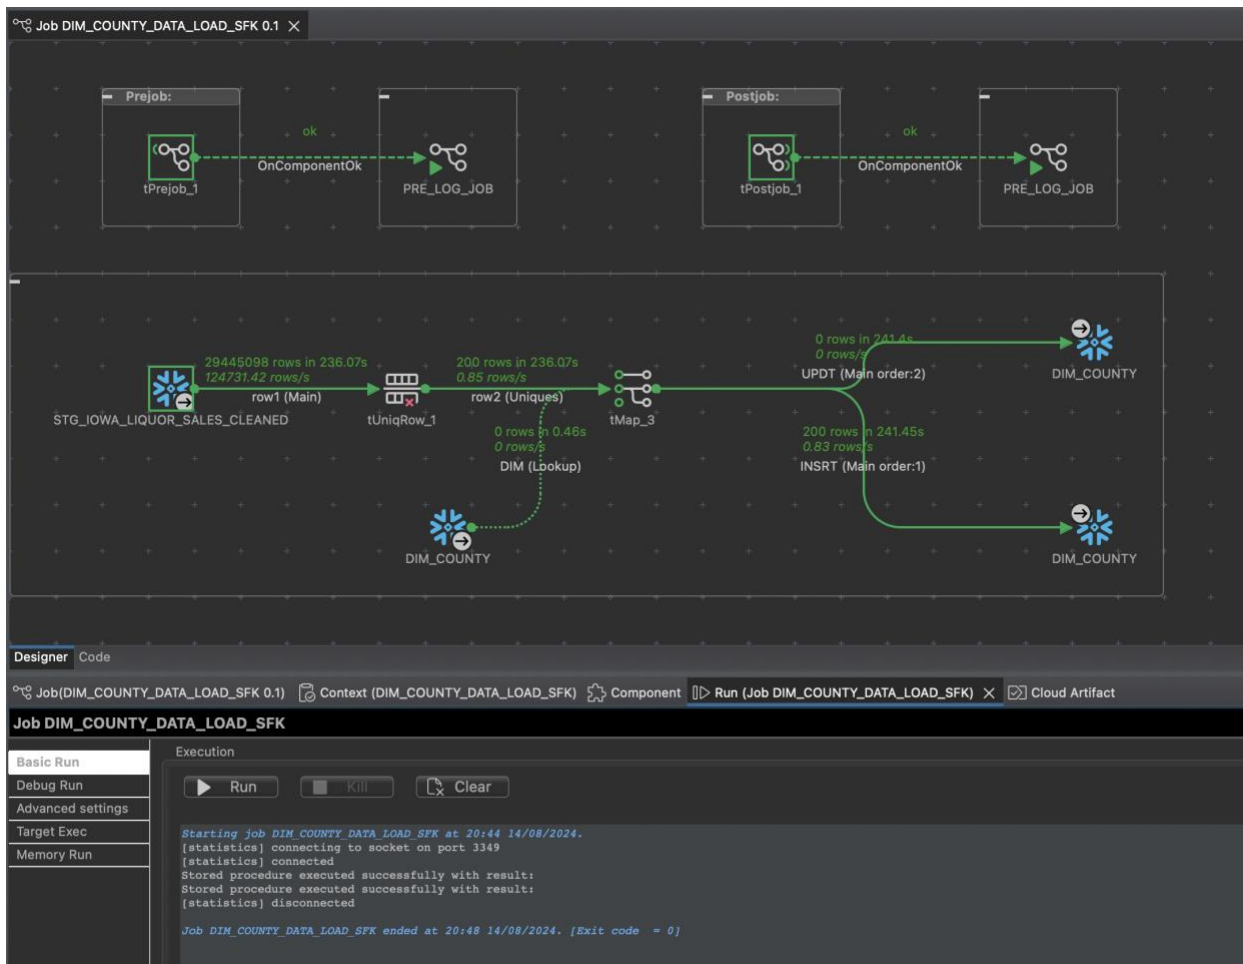 Job DIM_COUNTY_DATA_LOAD_SFK 0.1
Prejob:
Postjob:
ok
ok
OnComponentOk
OnComponentOk
tPrejob_1
PRE_LOG_JOB
tPostjob_1
PRE_LOG_JOB
29445098 rows in 236.07s
124731.42 rows/s
row1 (Main)
200 rows in 236.07s
0.85 rows/s
row2 (Uniques)
0 rows in 241.4s
0 rows/s
UPDT (Main order:2)
DIM_COUNTY
STG_IOWA_LIQUOR_SALES_CLEANED
tUniqRow_1
tMap_3
0 rows in 0.46s
0 rows/s
DIM (Lookup)
200 rows in 241.45s
0.83 rows/s
INSRT (Main order:1)
DIM_COUNTY
DIM_COUNTY
Designer Code
Job(DIM_COUNTY_DATA_LOAD_SFK 0.1) Context (DIM_COUNTY_DATA_LOAD_SFK) Component Run (Job DIM_COUNTY_DATA_LOAD_SFK) Cloud Artifact
Job DIM_COUNTY_DATA_LOAD_SFK
Basic Run
Debug Run
Advanced settings
Target Exec
Memory Run
Execution
Run Kill Clear
Starting job DIM_COUNTY_DATA_LOAD_SFK at 20:44 14/08/2024.
[statistics] connecting to socket on port 3349
[statistics] connected
Stored procedure executed successfully with result:
Stored procedure executed successfully with result:
[statistics] disconnected
Job DIM_COUNTY_DATA_LOAD_SFK ended at 20:48 14/08/2024. [Exit code  = 0]